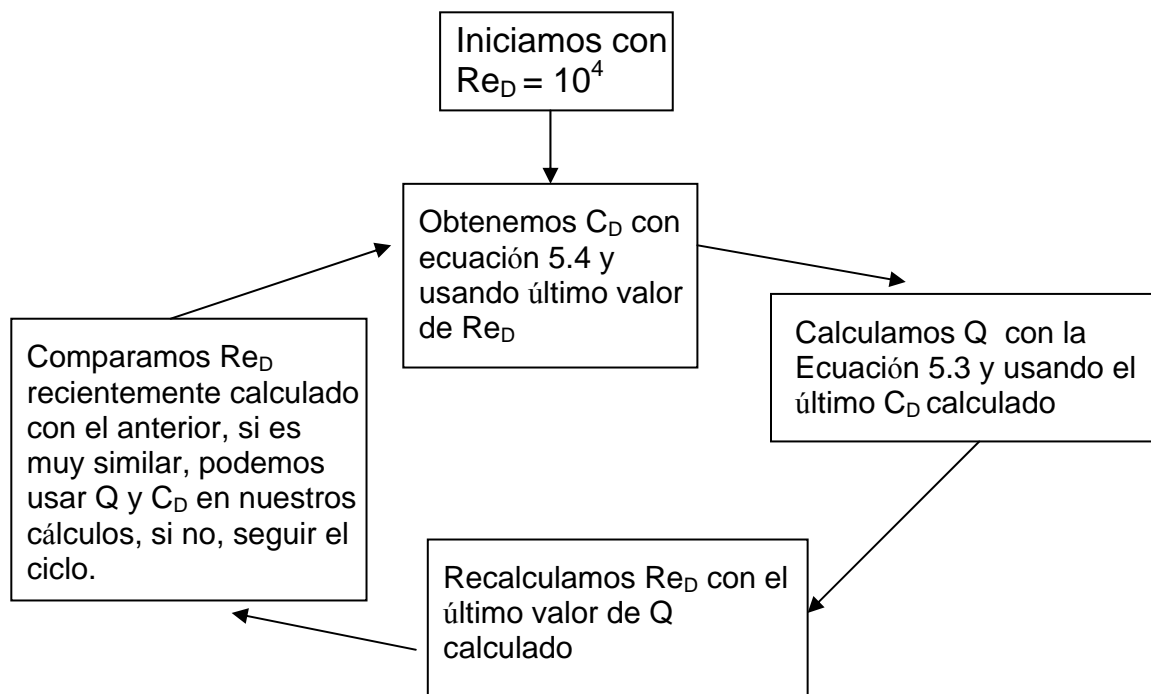 Iniciamos con
Re_D = 10^4
Obtenemos C_D con
ecuación 5.4 y
usando último valor
de Re_D
Calculamos Q con la
Ecuación 5.3 y usando el
último C_D calculado
Recalculamos Re_D con el
último valor de Q
calculado
Comparamos Re_D
recientemente calculado
con el anterior, si es
muy similar, podemos
usar Q y C_D en nuestros
cálculos, si no, seguir el
ciclo.